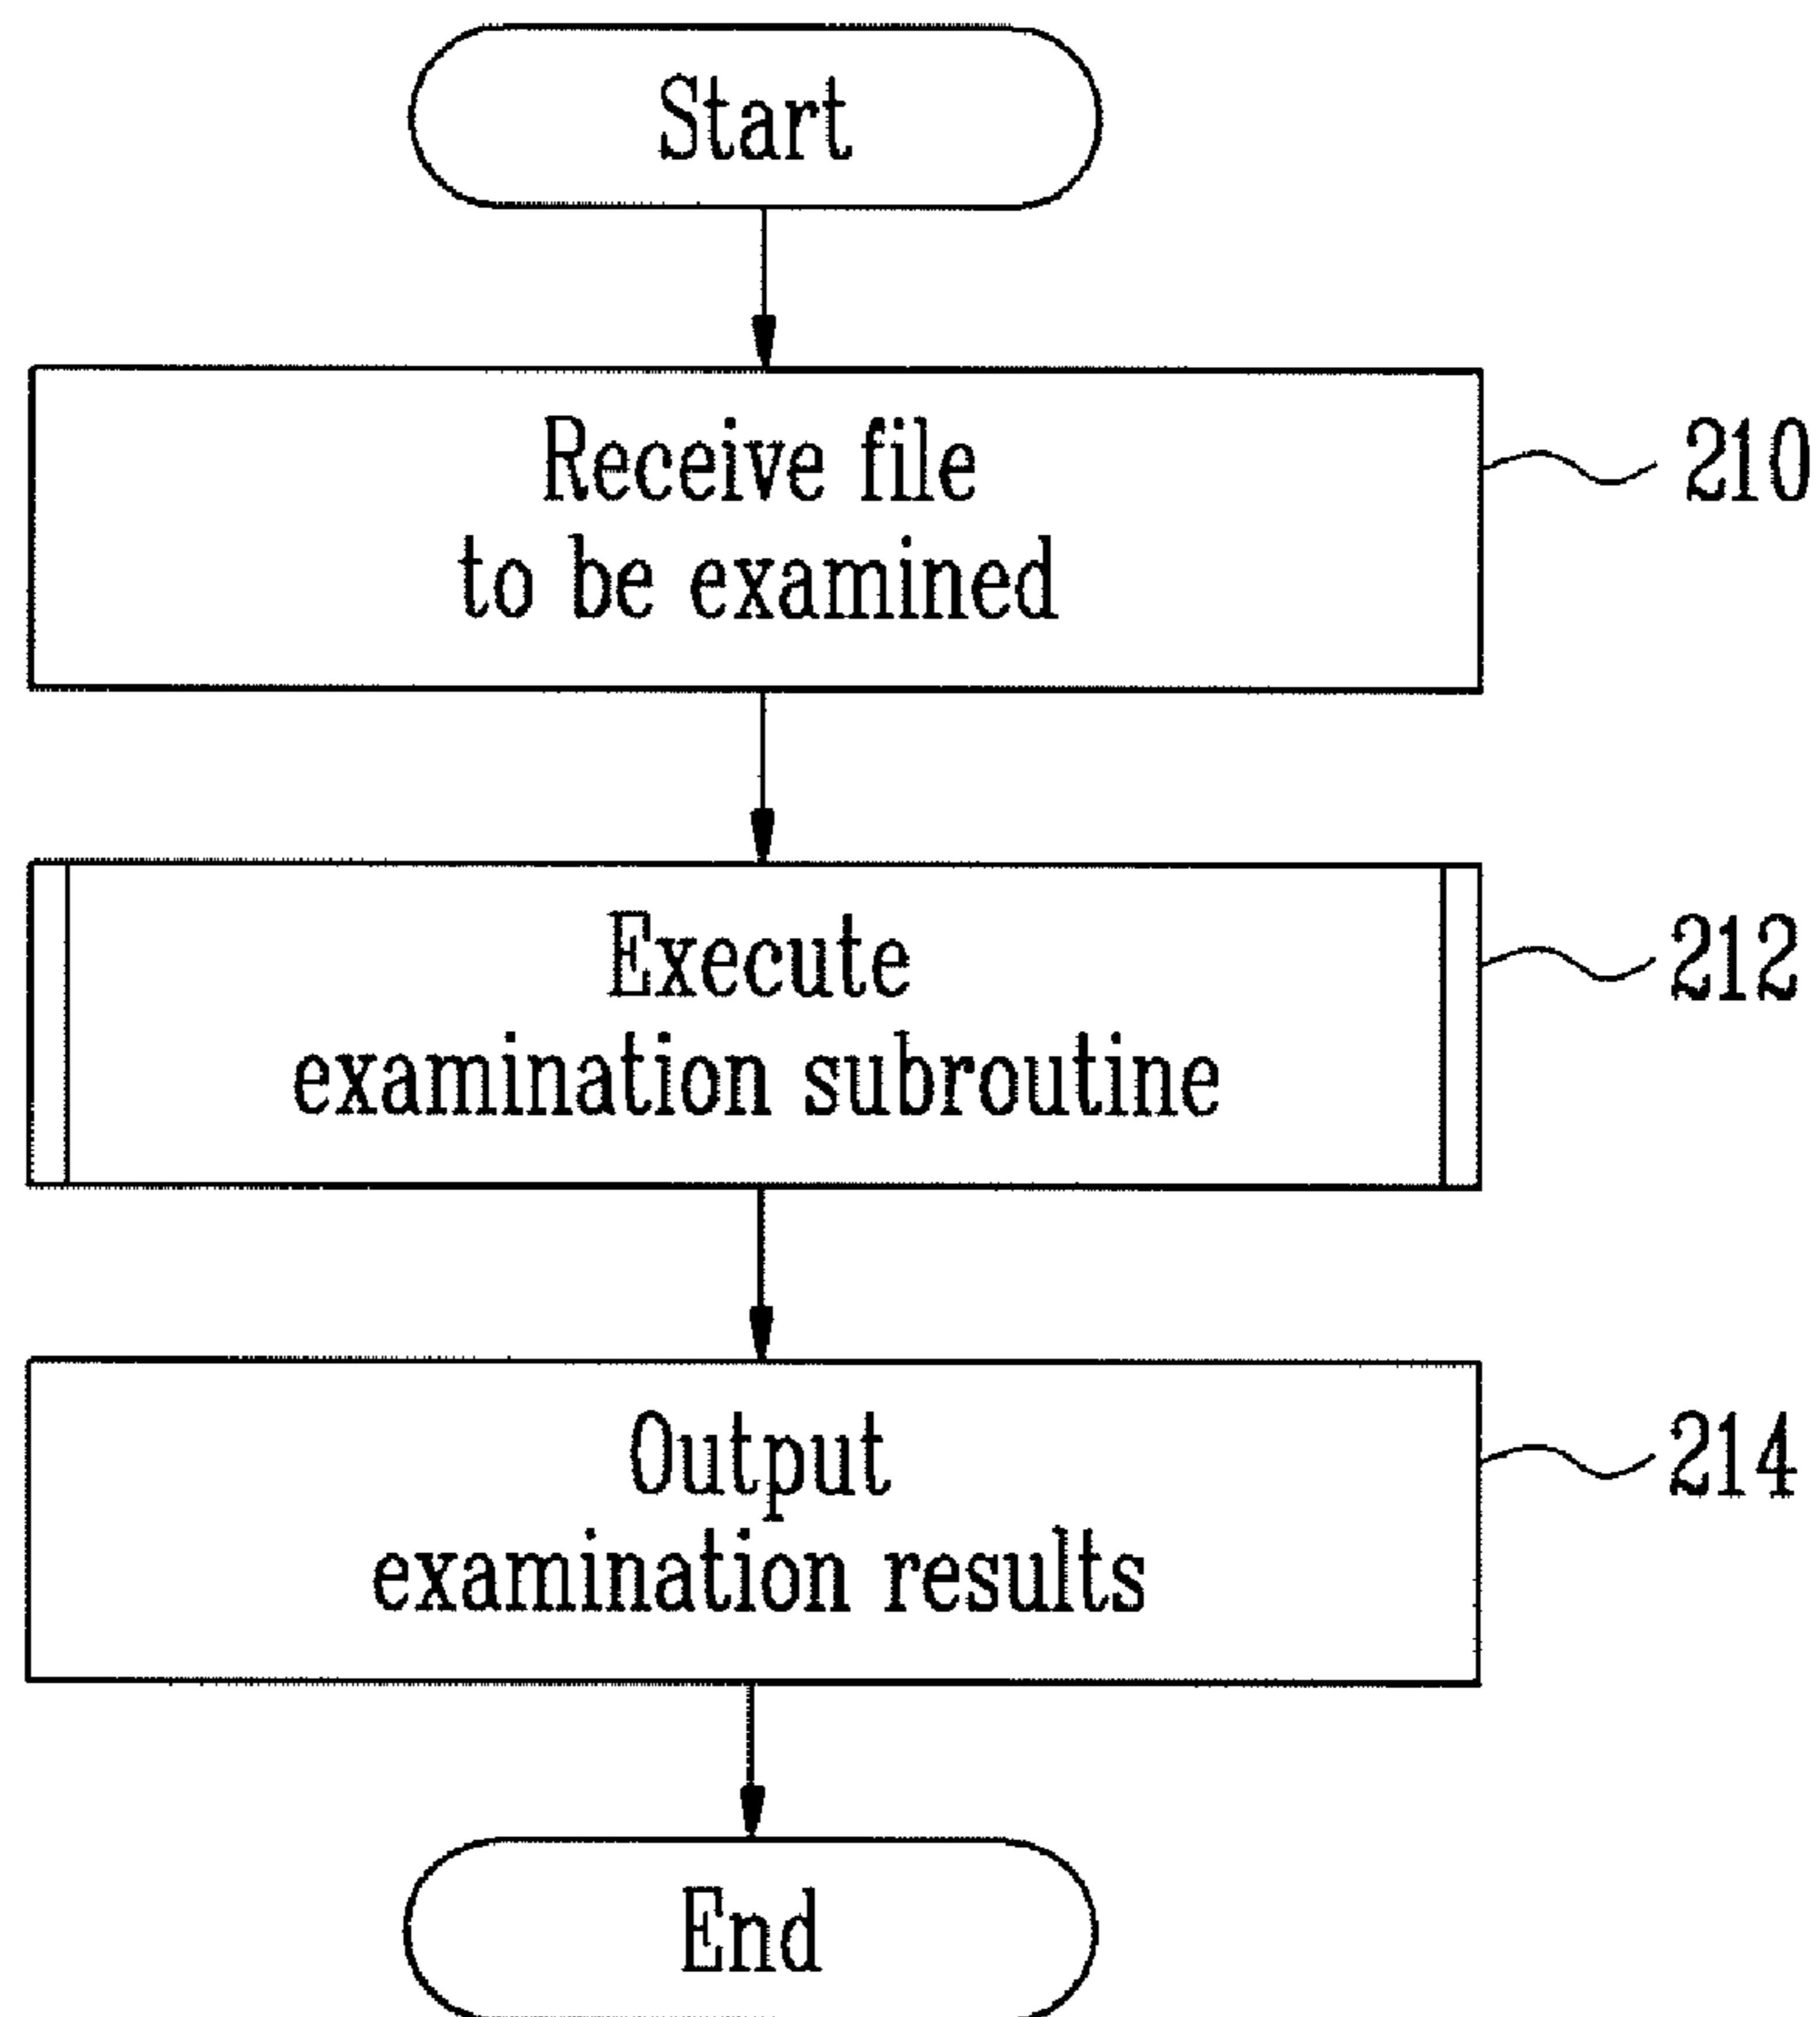 Start
Receive file
to be examined
210
Execute
examination subroutine
212
Output
examination results
214
End